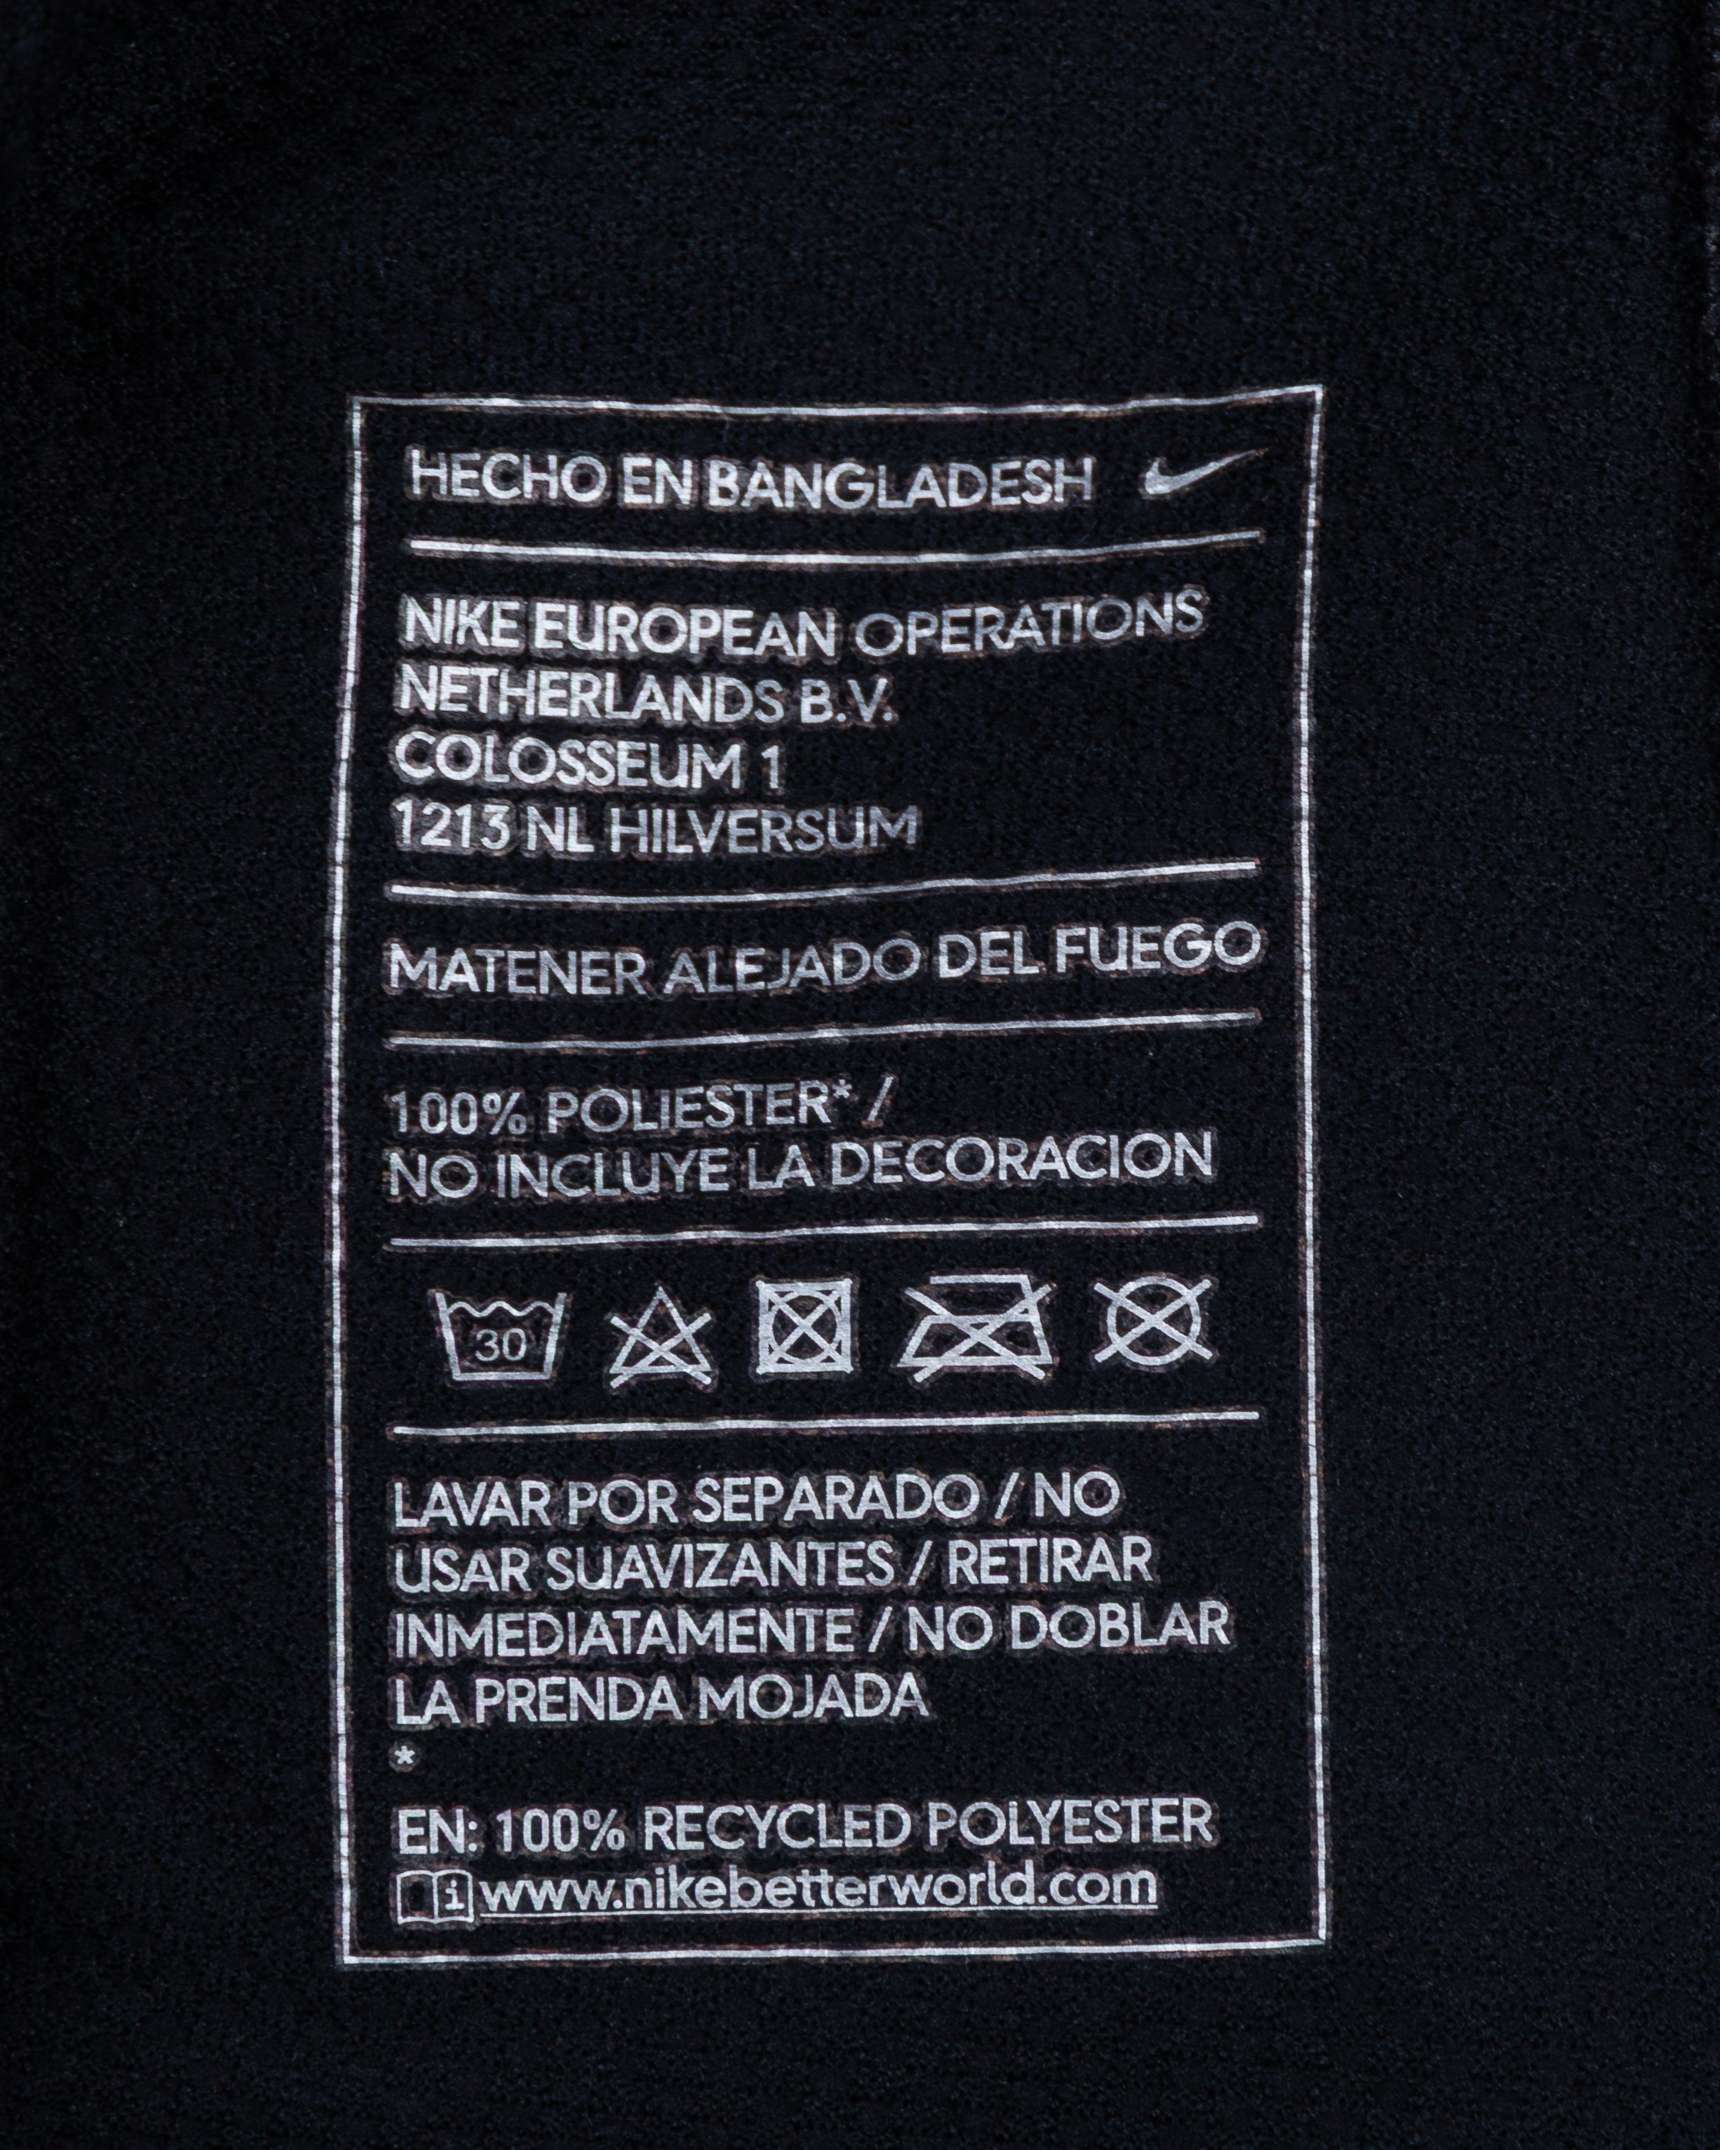 HECHO EN BANGLADESH
NIKE EUROPEAN OPERATIONS
NETHERLANDS B.V.
COLOSSEUM 1
1213 NL HILVERSUM
MATENER ALEJADO DEL FUEGO
100% POLIESTER* /
NO INCLUYE LA DECORACION
30
LAVAR POR SEPARADO / NO
USAR SUAVIZANTES / RETIRAR
INMEDIATAMENTE / NO DOBLAR
LA PRENDA MOJADA
*
EN: 100% RECYCLED POLYESTER
i www.nikebetterworld.com